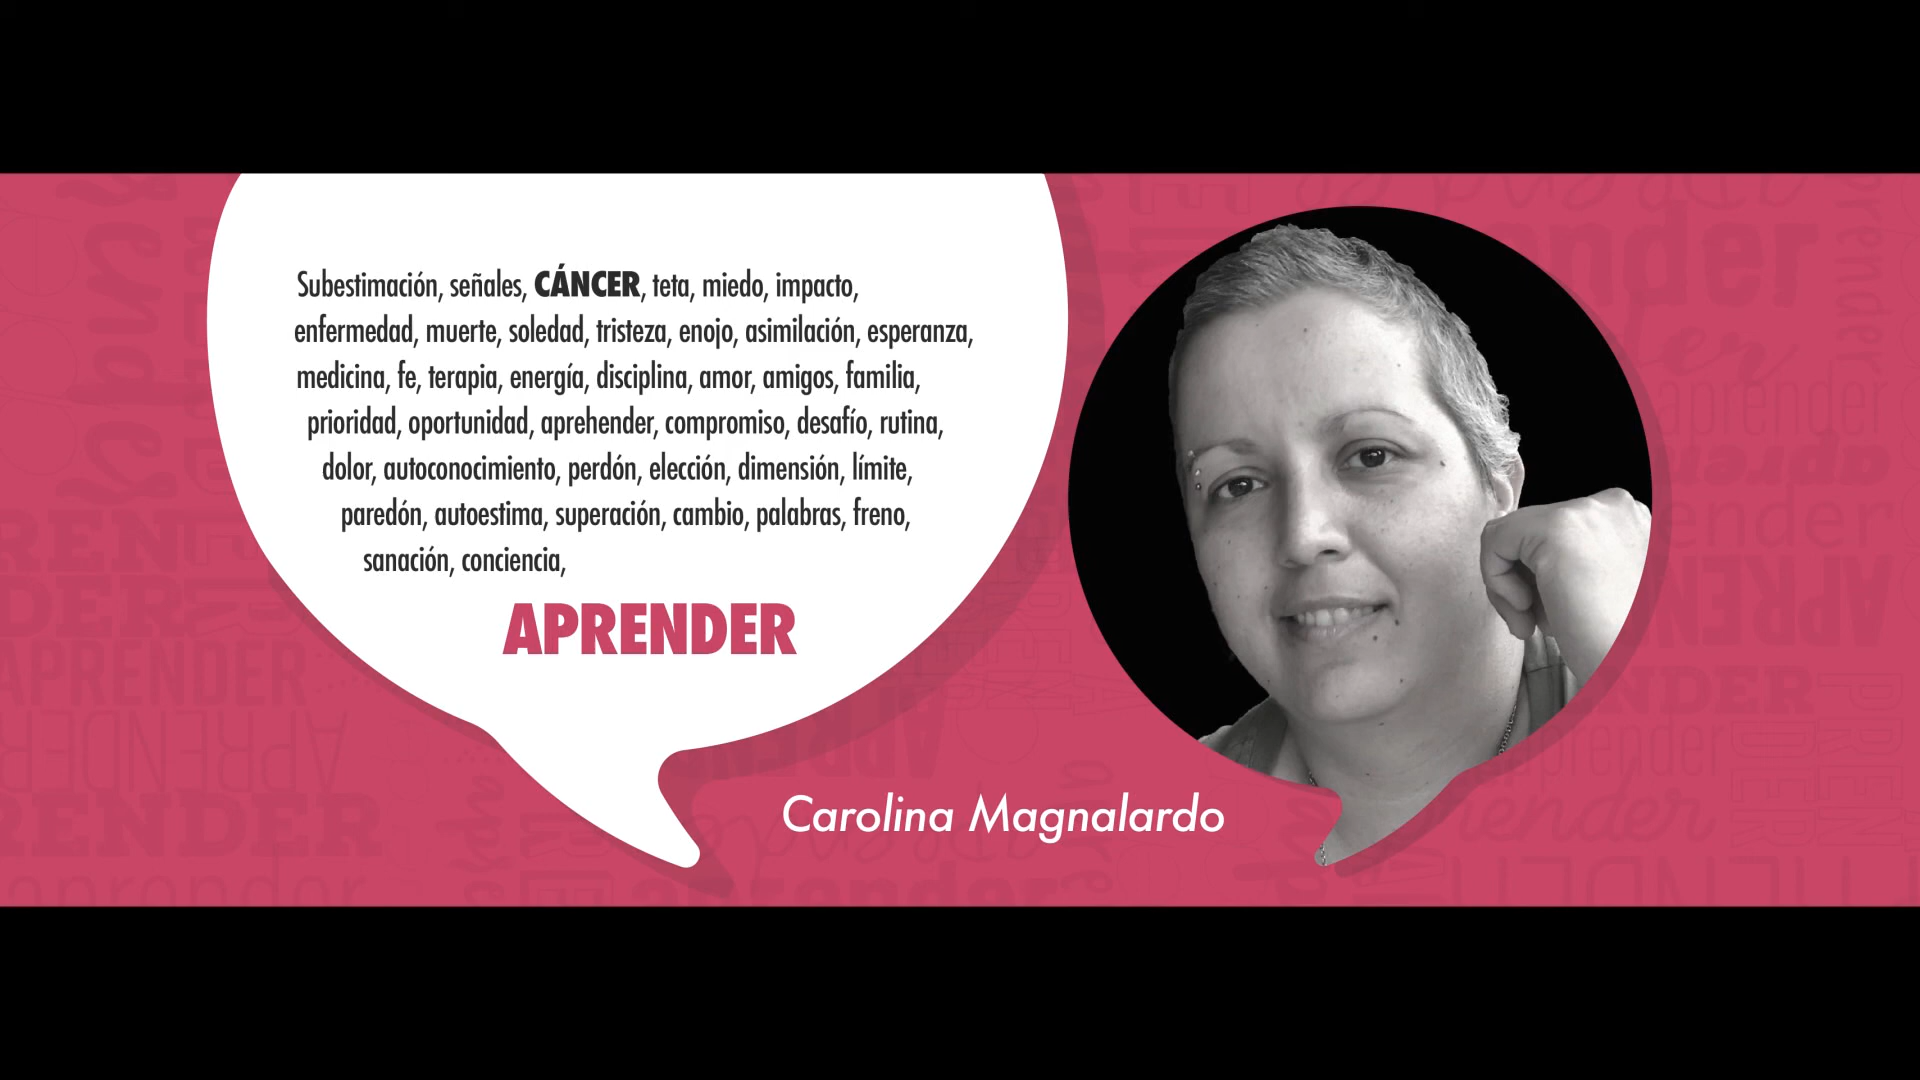 Subestimación, señales, CÁNCER, teta, miedo, impacto,
enfermedad, muerte, soledad, tristeza, enojo, asimilación, esperanza,
medicina, fe, terapia, energía, disciplina, amor, amigos, familia,
prioridad, oportunidad, aprehender, compromiso, desafío, rutina,
dolor, autoconocimiento, perdón, elección, dimensión, límite,
paredón, autoestima, superación, cambio, palabras, freno,
sanación, conciencia,
APRENDER
Carolina Magnalardo